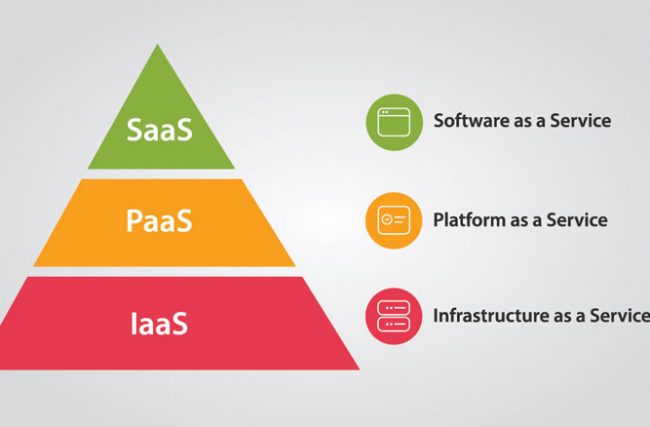 SaaS
Software as a Service
PaaS
Platform as a Service
IaaS
Infrastructure as a Service